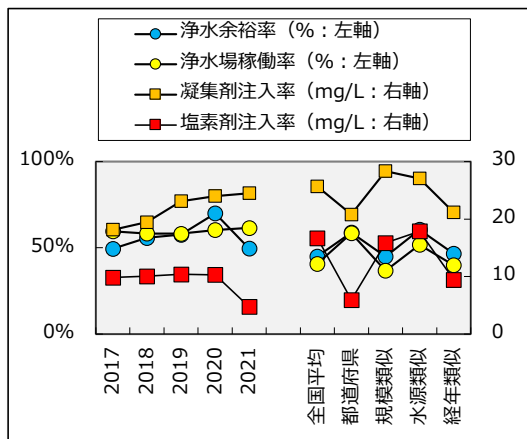 浄水余裕率（%：左軸）
浄水場稼働率（%：左軸）
凝集剤注入率（mg/L：右軸）
塩素剤注入率（mg/L：右軸）
100%
50%
0%
30
20
10
0
2017
2018
2019
2020
2021
全国平均
都道府県
規模類似
水源類似
経年類似